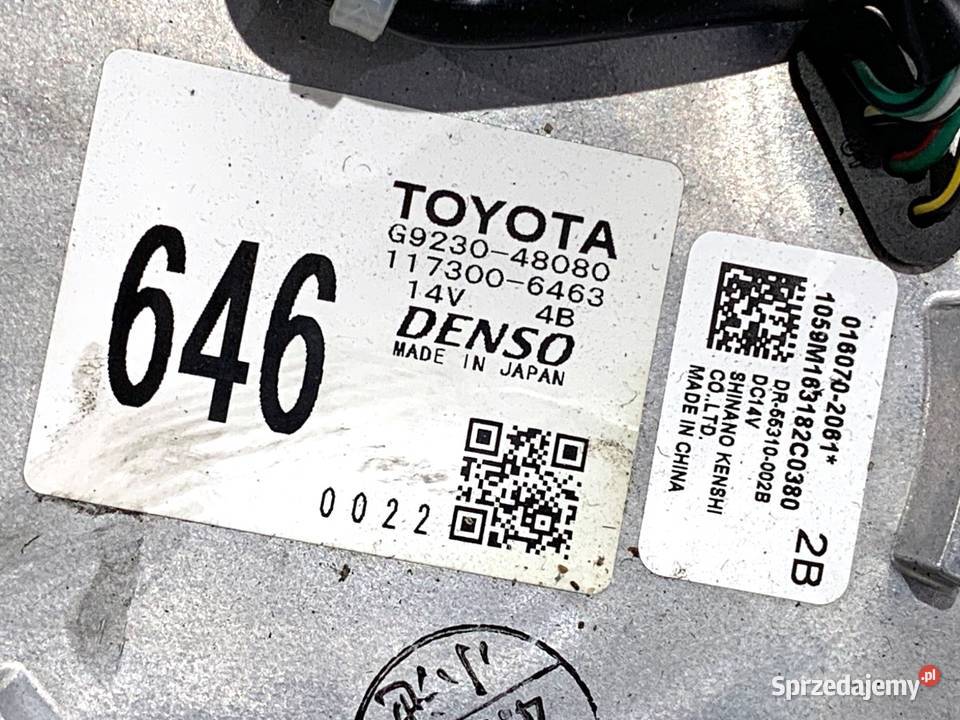 TOYOTA
G9230-48080
117300-6463
14V 4B
DENSO
MADE IN JAPAN
646
0022
016070-2081*
1059M163182C0380
DR-55310-002B
DC14V
SHINANO KENSHI
CO.,LTD.
MADE IN CHINA
2B
Sprzedajemy.pl